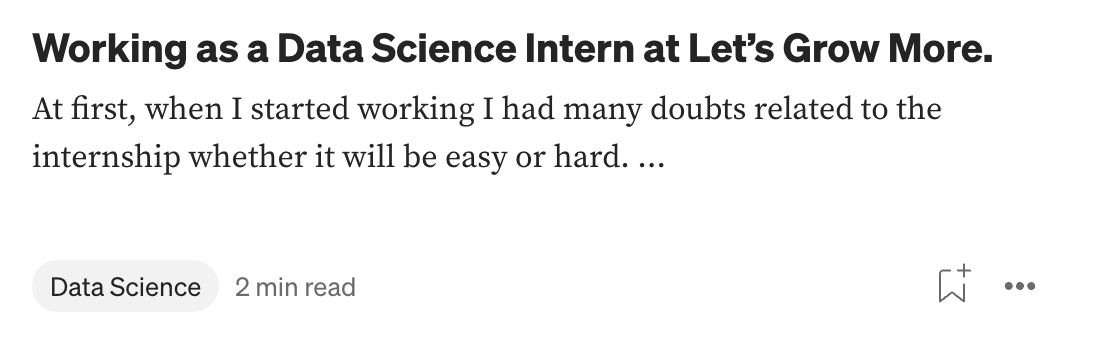 Working as a Data Science Intern at Let’s Grow More.
At first, when I started working I had many doubts related to the
internship whether it will be easy or hard. …
Data Science 2 min read